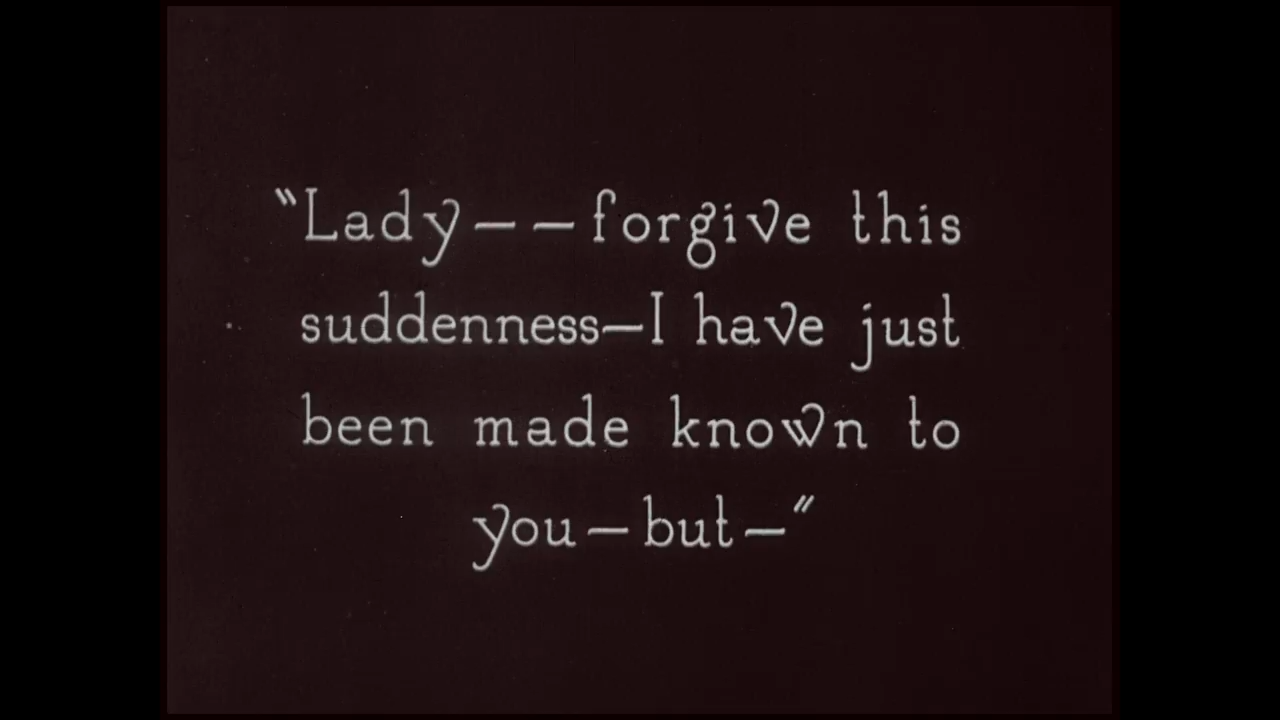 "Lady——forgive this
suddenness—I have just
been made known to
you—but—"